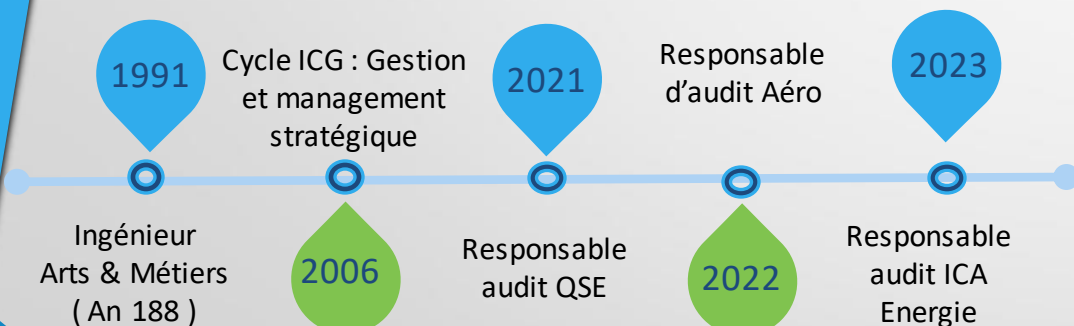 1991
Ingénieur
Arts & Métiers
( An 188 )
Cycle ICG : Gestion
et management
stratégique
2006
2021
Responsable
audit QSE
Responsable
d’audit Aéro
2022
2023
Responsable
audit ICA
Energie